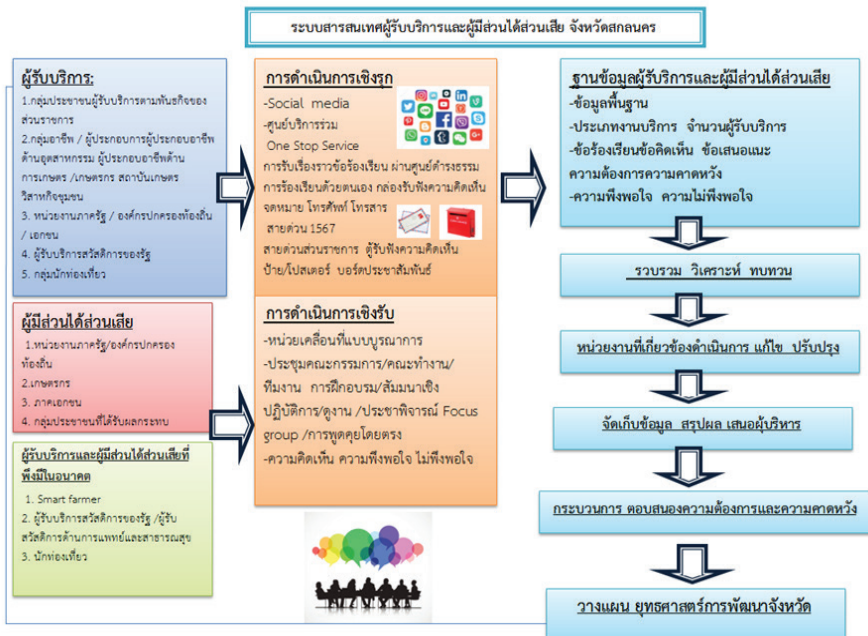 ระบบสารสนเทศผู้รับบริการและผู้มีส่วนได้ส่วนเสีย จังหวัดสกลนคร
ผู้รับบริการ:
1.กลุ่มประชาชนผู้รับบริการตามพันธกิจของ
ส่วนราชการ
2.กลุ่มอาชีพ / ผู้ประกอบการผู้ประกอบอาชีพ
ด้านอุตสาหกรรม ผู้ประกอบอาชีพด้าน
การเกษตร /เกษตรกร สถาบันเกษตร
วิสาหกิจชุมชน
3. หน่วยงานภาครัฐ / องค์กรปกครองท้องถิ่น
/ เอกชน
4. ผู้รับบริการสวัสดิการของรัฐ
5. กลุ่มนักท่องเที่ยว
ผู้มีส่วนได้ส่วนเสีย
1.หน่วยงานภาครัฐ/องค์กรปกครอง
ท้องถิ่น
2.เกษตรกร
3. ภาคเอกชน
4. กลุ่มประชาชนที่ได้รับผลกระทบ
ผู้รับบริการและผู้มีส่วนได้ส่วนเสียที่
พึงมีในอนาคต
1. Smart farmer
2. ผู้รับบริการสวัสดิการของรัฐ /ผู้รับ
สวัสดิการด้านการแพทย์และสาธารณสุข
3. นักท่องเที่ยว
การดำเนินการเชิงรุก
-Social media
-ศูนย์บริการร่วม
One Stop Service
การรับเรื่องราวข้อร้องเรียน ผ่านศูนย์ดำรงธรรม
การร้องเรียนด้วยตนเอง กล่องรับฟังความคิดเห็น
จดหมาย โทรศัพท์ โทรสาร
สายด่วน 1567
สายด่วนส่วนราชการ ตู้รับฟังความคิดเห็น
ป้าย/โปสเตอร์ บอร์ดประชาสัมพันธ์
การดำเนินการเชิงรับ
-หน่วยเคลื่อนที่แบบบูรณาการ
-ประชุมคณะกรรมการ/คณะทำงาน/
ทีมงาน การฝึกอบรม/สัมมนาเชิง
ปฏิบัติการ/ดูงาน /ประชาพิจารณ์ Focus
group /การพูดคุยโดยตรง
-ความคิดเห็น ความพึงพอใจ ไม่พึงพอใจ
ฐานข้อมูลผู้รับริการและผู้มีส่วนได้ส่วนเสีย
-ข้อมูลพื้นฐาน
-ประเภทงานบริการ จำนวนผู้รับบริการ
-ข้อร้องเรียนข้อคิดเห็น ข้อเสนอแนะ
ความต้องการความคาดหวัง
-ความพึงพอใจ ความไม่พึงพอใจ
รวบรวม วิเคราะห์ ทบทวน
หน่วยงานที่เกี่ยวข้องดำเนินการ แก้ไข ปรับปรุง
จัดเก็บข้อมูล สรุปผล เสนอผู้บริหาร
กระบวนการ ตอบสนองความต้องการและความคาดหวัง
วางแผน ยุทธศาสตร์การพัฒนาจังหวัด